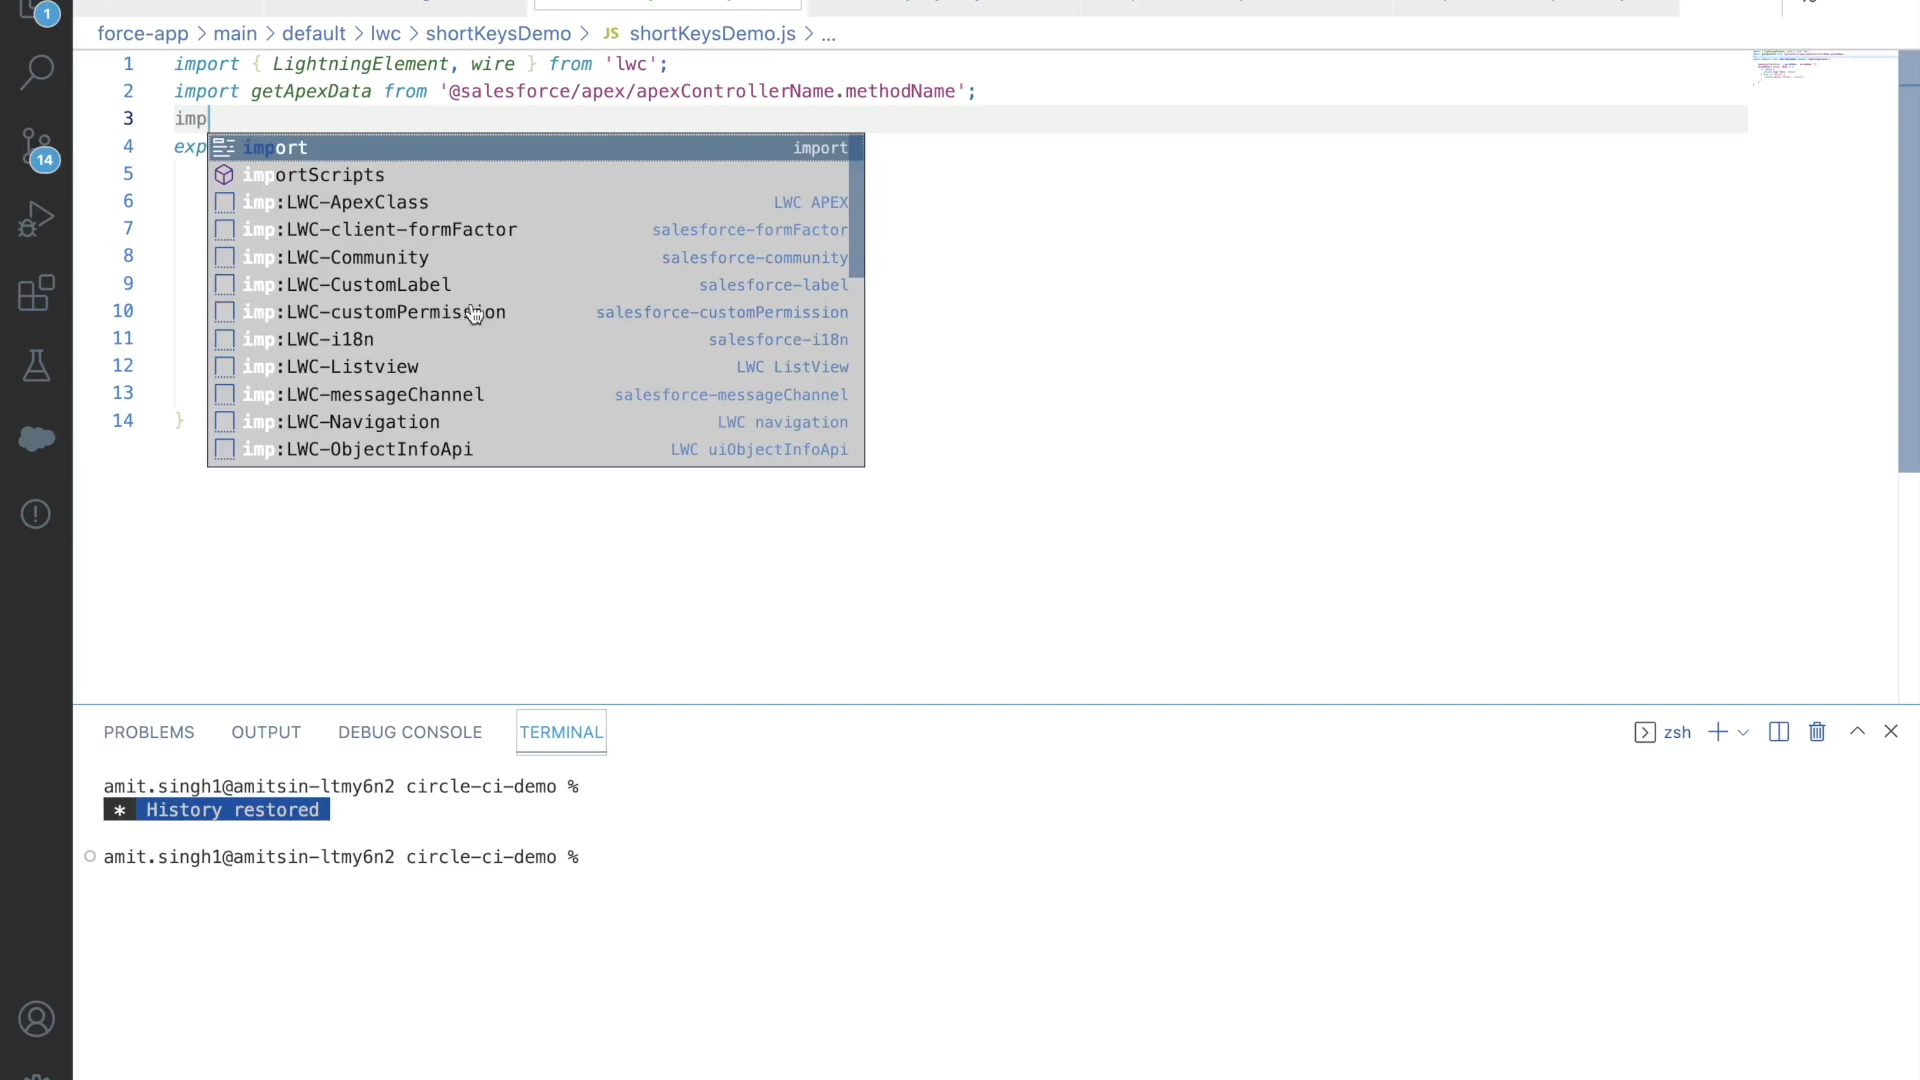 1
force-app > main > default > lwc > shortKeysDemo > JS shortKeysDemo.js > ...
1 import { LightningElement, wire } from 'lwc';
2 import getApexData from '@salesforce/apex/apexControllerName.methodName';
3 imp
4 exp
import import
importScripts
imp:LWC-ApexClass LWC APEX
imp:LWC-client-formFactor salesforce-formFactor
imp:LWC-Community salesforce-community
imp:LWC-CustomLabel salesforce-label
imp:LWC-customPermission salesforce-customPermission
imp:LWC-i18n salesforce-i18n
imp:LWC-Listview LWC ListView
imp:LWC-messageChannel salesforce-messageChannel
imp:LWC-Navigation LWC navigation
imp:LWC-ObjectInfoApi LWC uiObjectInfoApi
5
6
7
8
9
10
11
12
13
14 }
14
PROBLEMS OUTPUT DEBUG CONSOLE TERMINAL zsh
amit.singh1@amitsin-ltmy6n2 circle-ci-demo %
* History restored
amit.singh1@amitsin-ltmy6n2 circle-ci-demo %